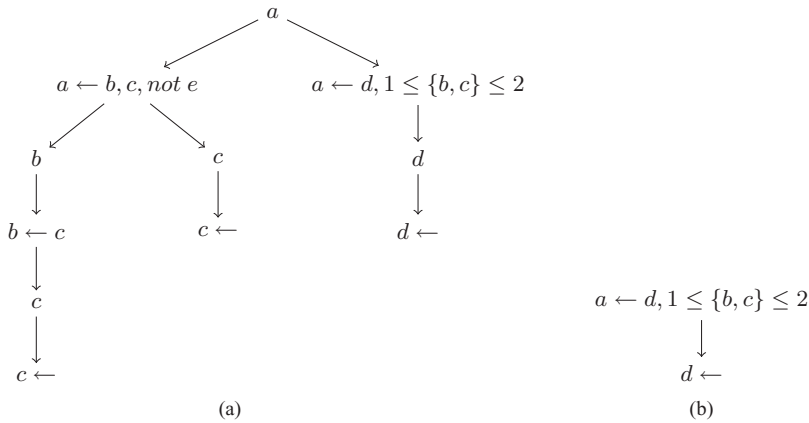 a
a ← b, c, not e
a ← d, 1 ≤ {b, c} ≤ 2
b
c
d
b ← c
c ←
d ←
c
a ← d, 1 ≤ {b, c} ≤ 2
c ←
d ←
(a)
(b)